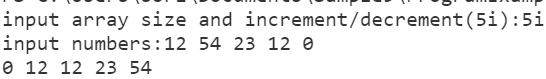 input array size and increment/decrement(5i):5i
input numbers:12 54 23 12 0
0 12 12 23 54